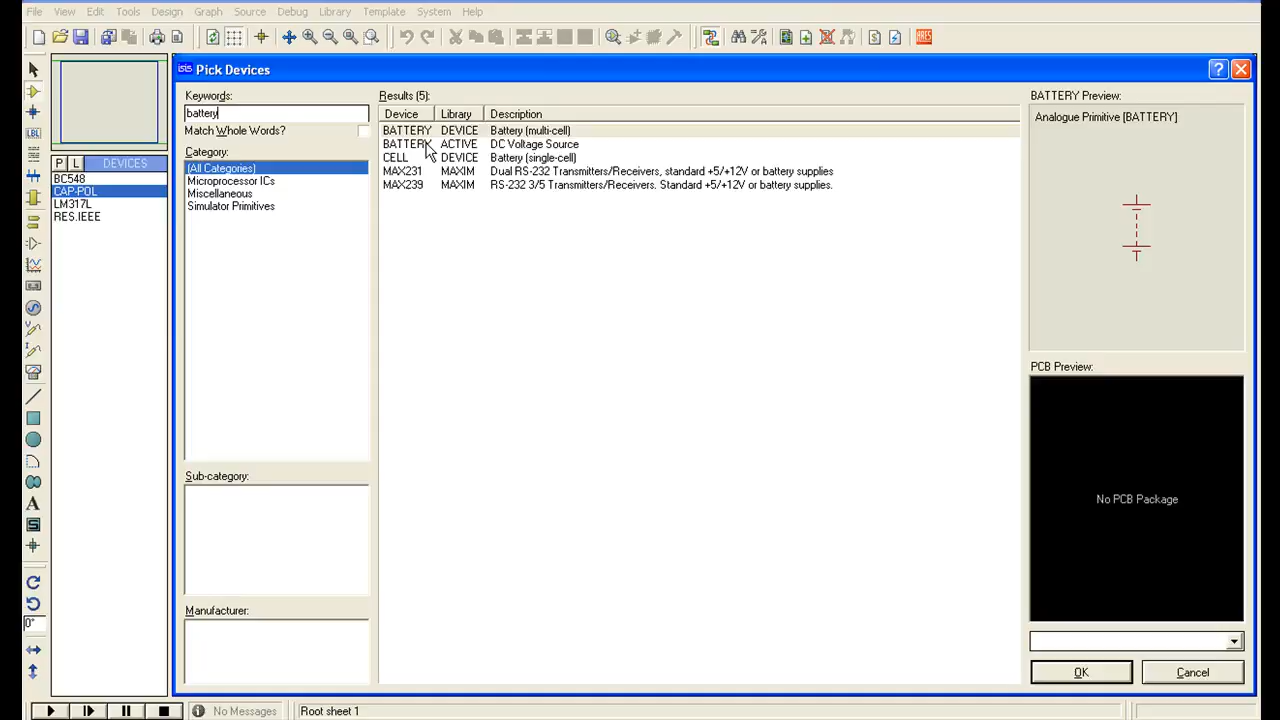 File View Edit Tools Design Graph Source Debug Library Template System Help
ARES
LBL
P L DEVICES
BC548
CAP-POL
LM317L
RES.IEEE
A
S
0°
ISIS Pick Devices
Keywords:
battery
Match Whole Words?
Category:
(All Categories)
Microprocessor ICs
Miscellaneous
Simulator Primitives
Sub-category:
Manufacturer:
Results (5):
Device Library Description
BATTERY DEVICE Battery (multi-cell)
BATTERY ACTIVE DC Voltage Source
CELL DEVICE Battery (single-cell)
MAX231 MAXIM Dual RS-232 Transmitters/Receivers, standard +5/+12V or battery supplies
MAX239 MAXIM RS-232 3/5 Transmitters/Receivers. Standard +5/+12V or battery supplies.
BATTERY Preview:
Analogue Primitive [BATTERY]
PCB Preview:
No PCB Package
OK Cancel
No Messages Root sheet 1